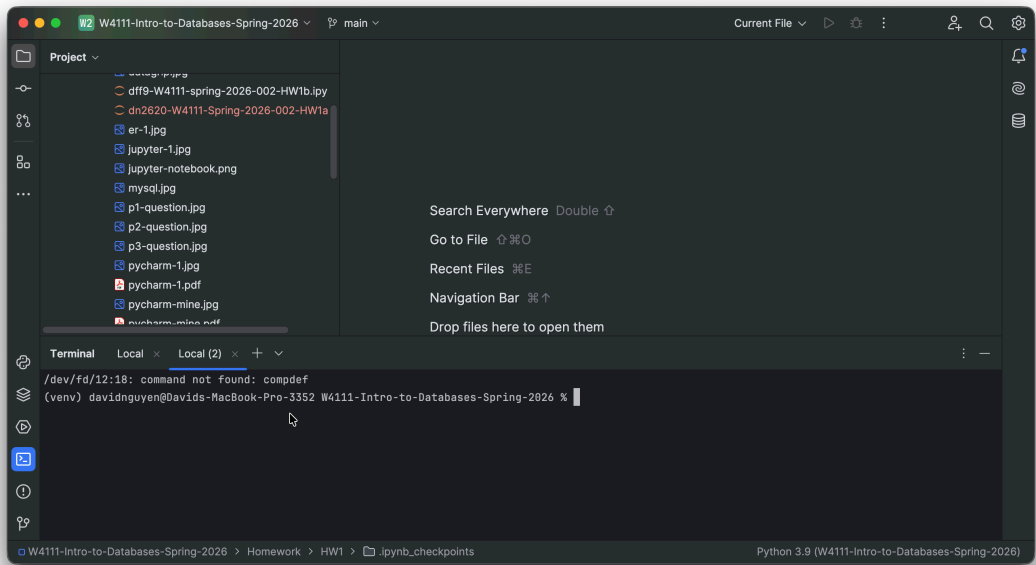 W2 W4111-Intro-to-Databases-Spring-2026 main Current File
Project
dff9-W4111-spring-2026-002-HW1b.ipy
dn2620-W4111-Spring-2026-002-HW1a
er-1.jpg
jupyter-1.jpg
jupyter-notebook.png
mysql.jpg
p1-question.jpg
p2-question.jpg
p3-question.jpg
pycharm-1.jpg
pycharm-1.pdf
pycharm-mine.jpg
pycharm-mine.pdf
Search Everywhere Double ⇧
Go to File ⇧⌘O
Recent Files ⌘E
Navigation Bar ⌘↑
Drop files here to open them
Terminal Local × Local (2) ×
/dev/fd/12:18: command not found: compdef
(venv) davidnguyen@Davids-MacBook-Pro-3352 W4111-Intro-to-Databases-Spring-2026 %
W4111-Intro-to-Databases-Spring-2026 > Homework > HW1 > .ipynb_checkpoints Python 3.9 (W4111-Intro-to-Databases-Spring-2026)